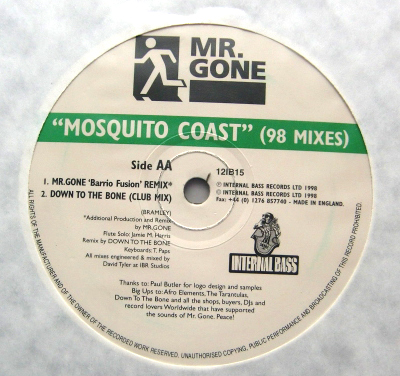 MR.
GONE
"MOSQUITO COAST" (98 MIXES)
Side AA
12IB15
1. MR.GONE 'Barrio Fusion' REMIX*
2. DOWN TO THE BONE (CLUB MIX)
℗ INTERNAL BASS RECORDS LTD 1998
© INTERNAL BASS RECORDS LTD 1998
Fax: +44 (0) 1276 857740 - MADE IN ENGLAND.
(BRAMLEY)
*Additional Production and Remix
by MR.GONE
Flute Solo: Jamie M. Harris
Remix by DOWN TO THE BONE
Keyboards: T. Paps
All mixes engineered & mixed by
David Tyler at IBR Studios
INTERNAL BASS
Thanks to: Paul Butler for logo design and samples
Big Ups to: Afro Elements, The Tarantulas,
Down To The Bone and all the shops, buyers, DJs and
record lovers Worldwide that have supported
the sounds of Mr. Gone. Peace!
ALL RIGHTS OF THE MANUFACTURER AND OF THE OWNER OF THE RECORDED WORK RESERVED. UNAUTHORISED COPYING, PUBLIC PERFORMANCE AND BROADCASTING OF THIS RECORD PROHIBITED.